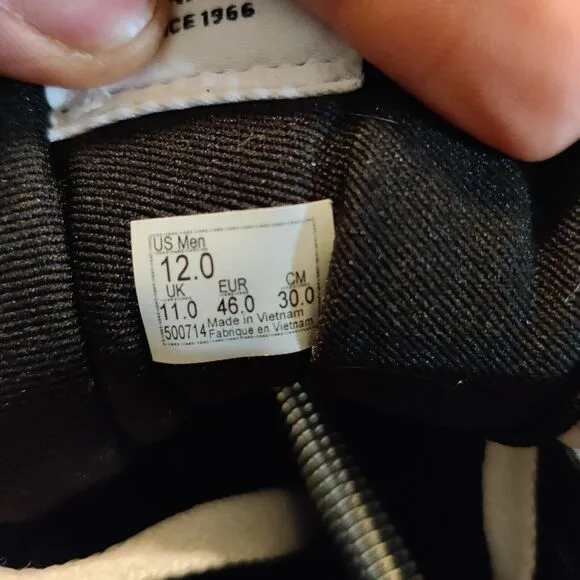 CE 1966
US Men
12.0
UK EUR CM
11.0 46.0 30.0
500714 Made in Vietnam
Fabrique en Vietnam